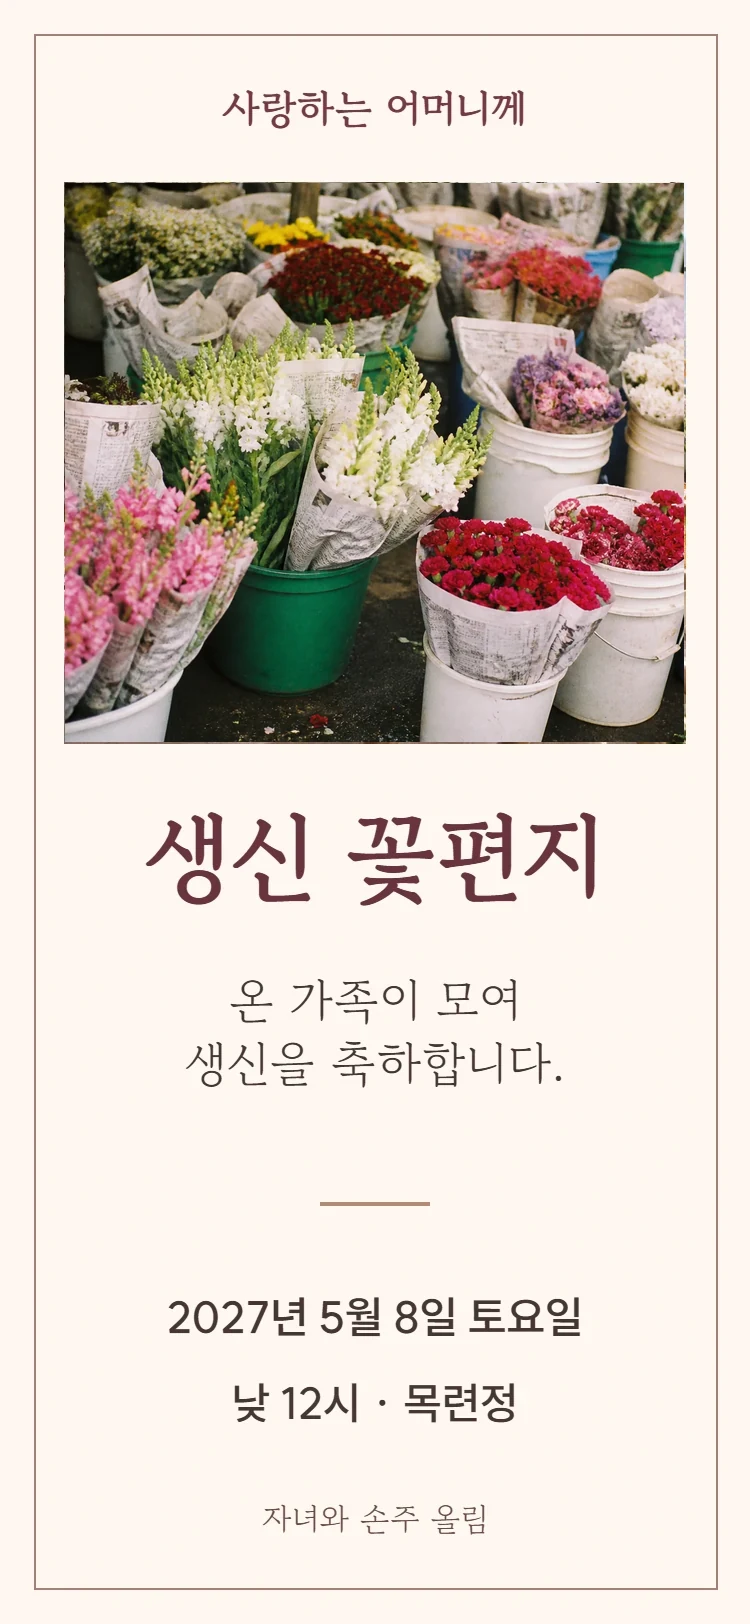 사랑하는 어머니께
생신 꽃편지
온 가족이 모여
생신을 축하합니다.
2027년 5월 8일 토요일
낮 12시 · 목련정
자녀와 손주 올림